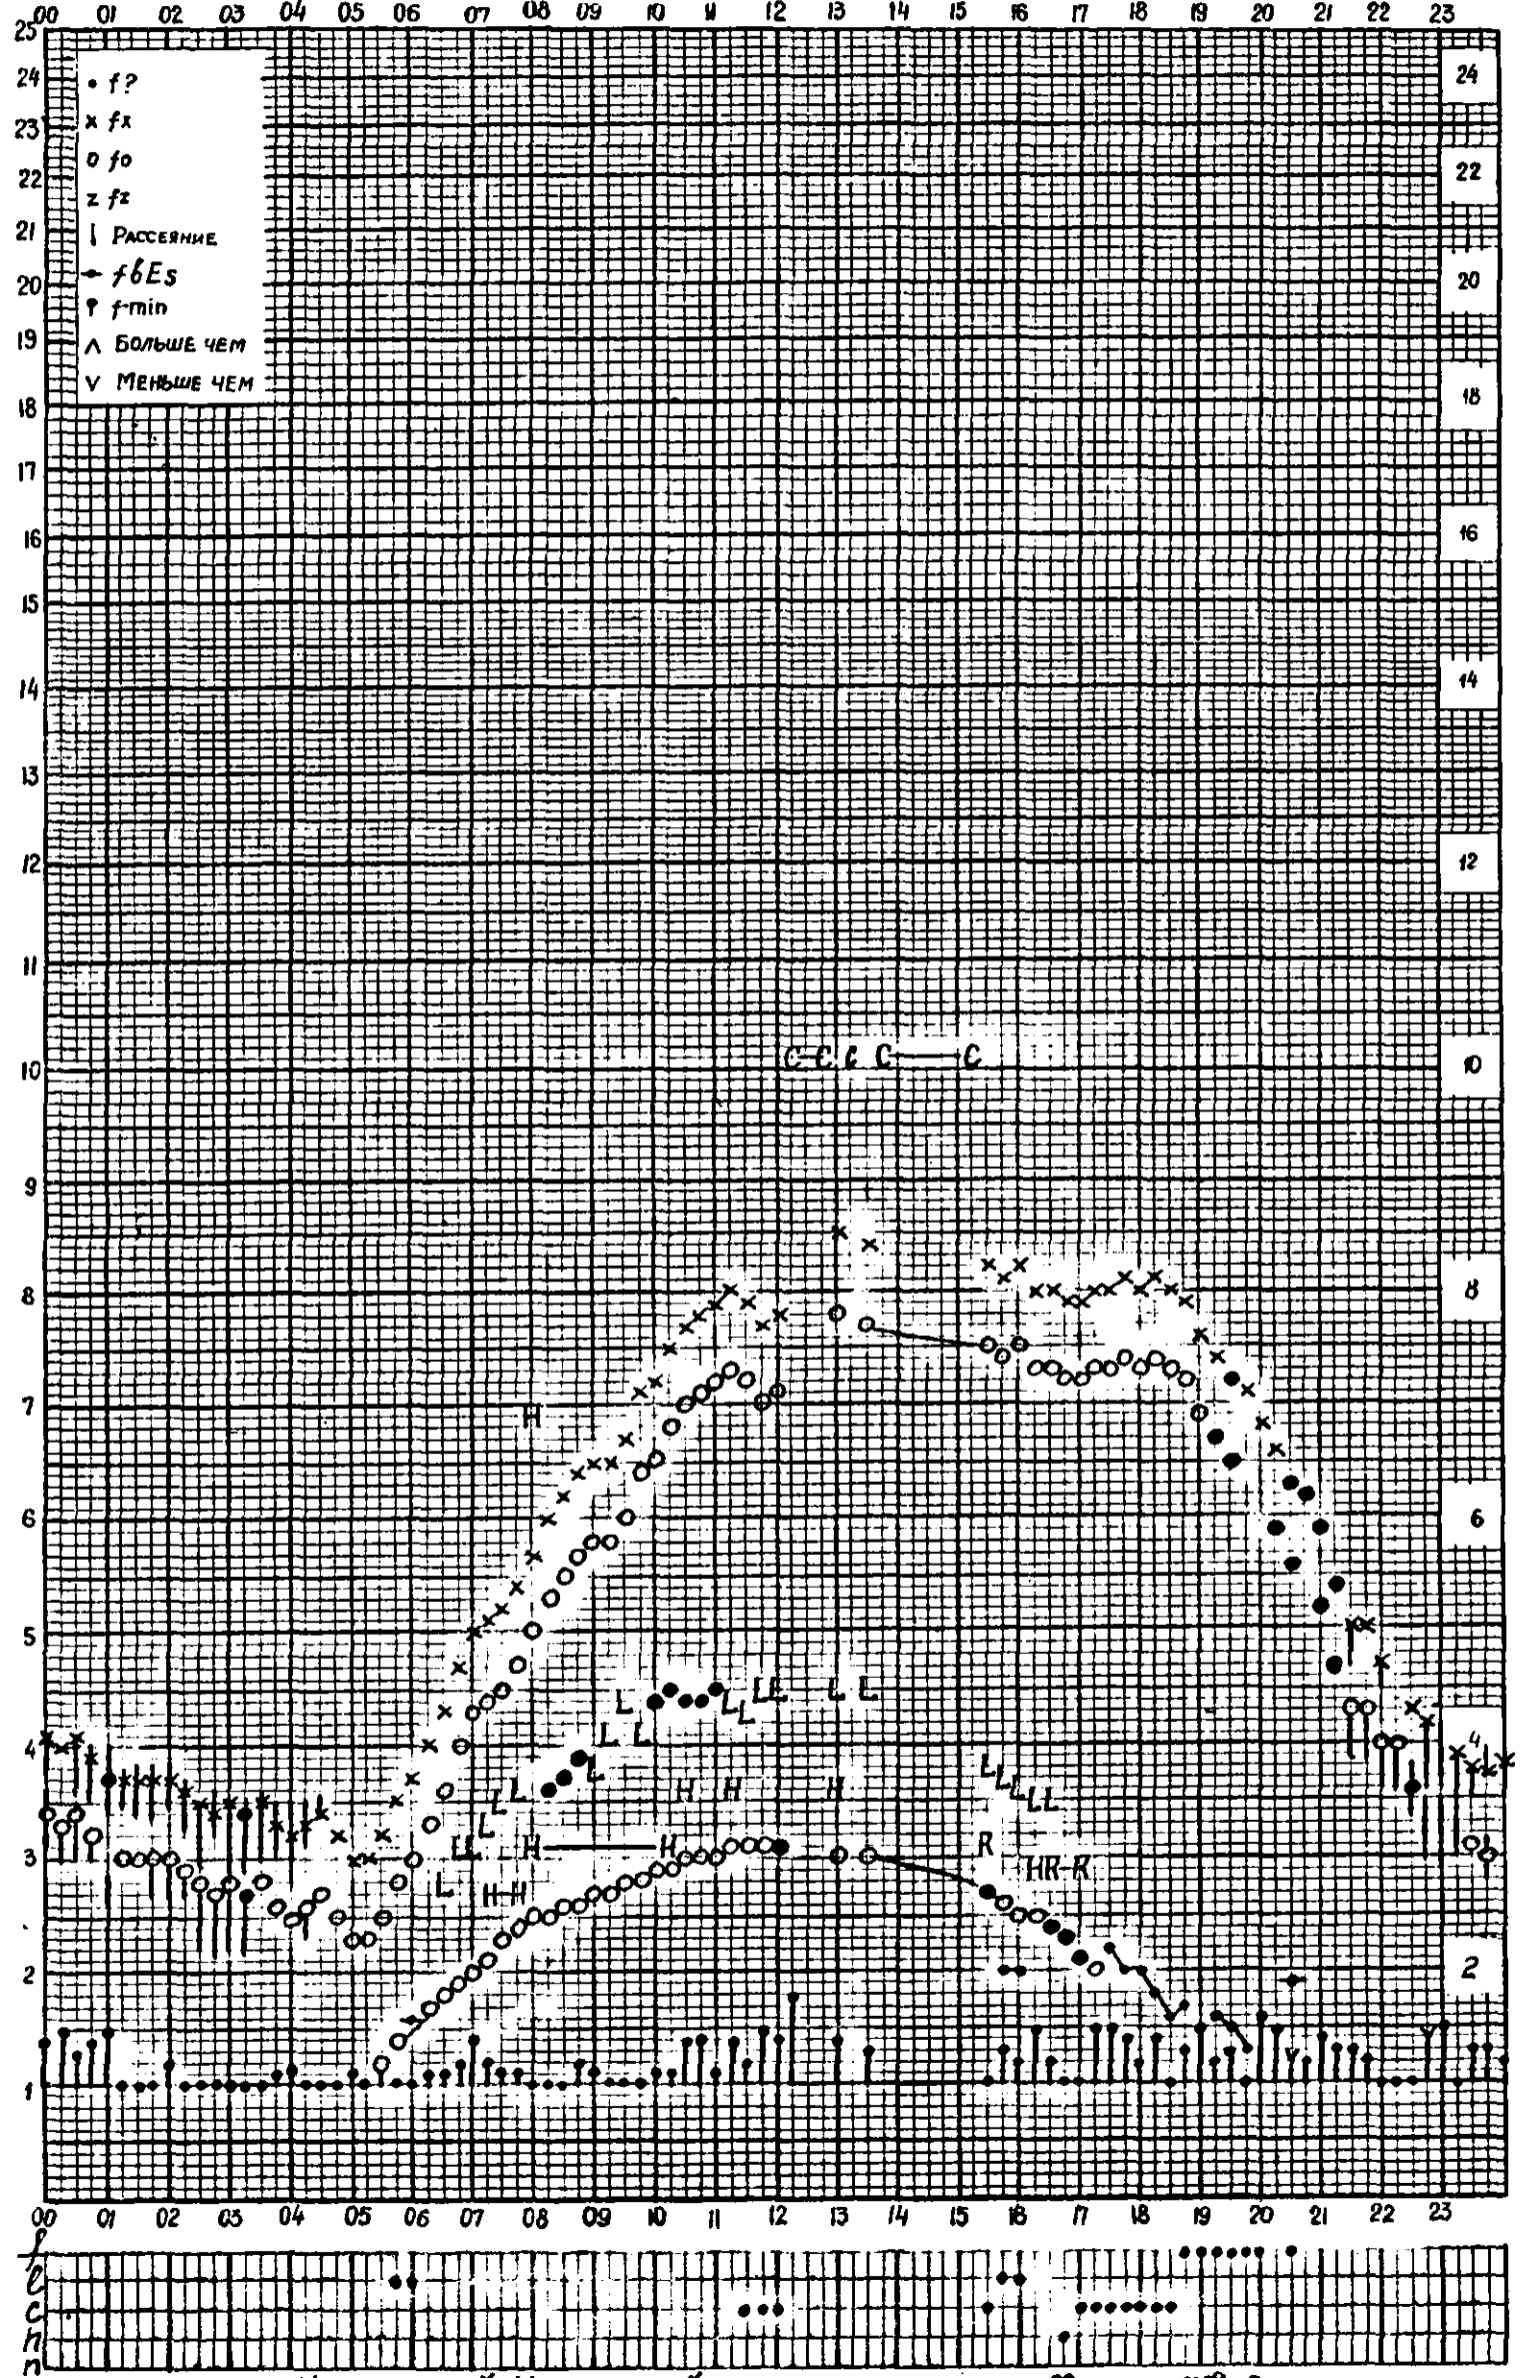 00 01 02 03 04 05 06 07 08 09 10 11 12 13 14 15 16 17 18 19 20 21 22 23
25
24 24
23
22 22
21
20 20
19
18 18
17
16 16
15
14 14
13
12 12
11
10 10
9
8 8
7
6 6
5
4 4
3
2 2
1
• f?
x fx
o fo
z fz
| РАССЕЯНИЕ
fbEs
f-min
∧ БОЛЬШЕ ЧЕМ
∨ МЕНЬШЕ ЧЕМ
C–C C C—C
H
L L L L L L L L L
L L H H H
L L L L L
H—H R
L L L
L H–H HR–R
00 01 02 03 04 05 06 07 08 09 10 11 12 13 14 15 16 17 18 19 20 21 22 23
f
l
c
h
n